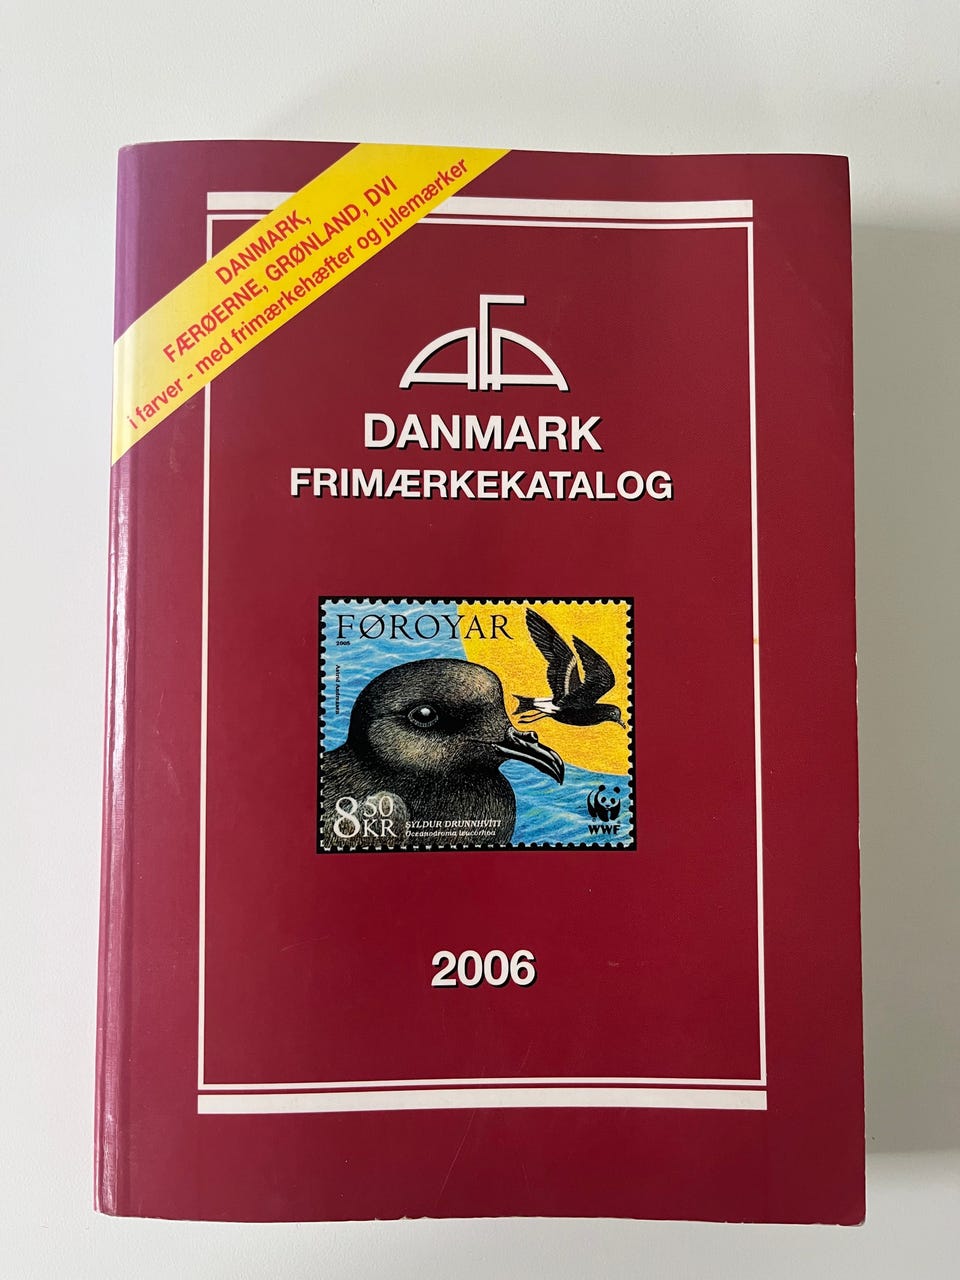 DANMARK,
FÆRØERNE, GRØNLAND, DVI
i farver - med frimærkehæfter og julemærker
AFA
DANMARK
FRIMÆRKEKATALOG
FØROYAR
2005
8 50 KR
SYLDUR DRUNNHVÍTI
Oceanodroma leucorhoa
WWF
2006